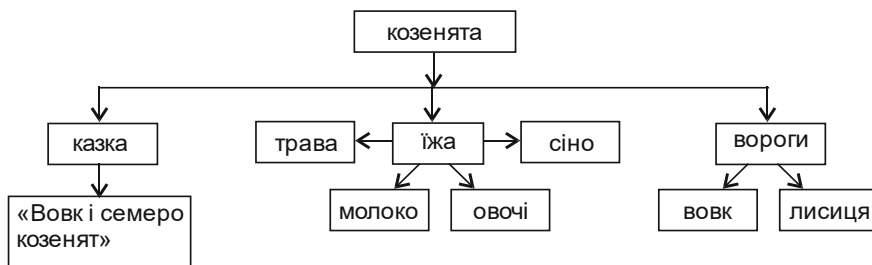 козенята
казка
трава
їжа
сіно
вороги
«Вовк і семеро
козенят»
молоко
овочі
вовк
лисиця